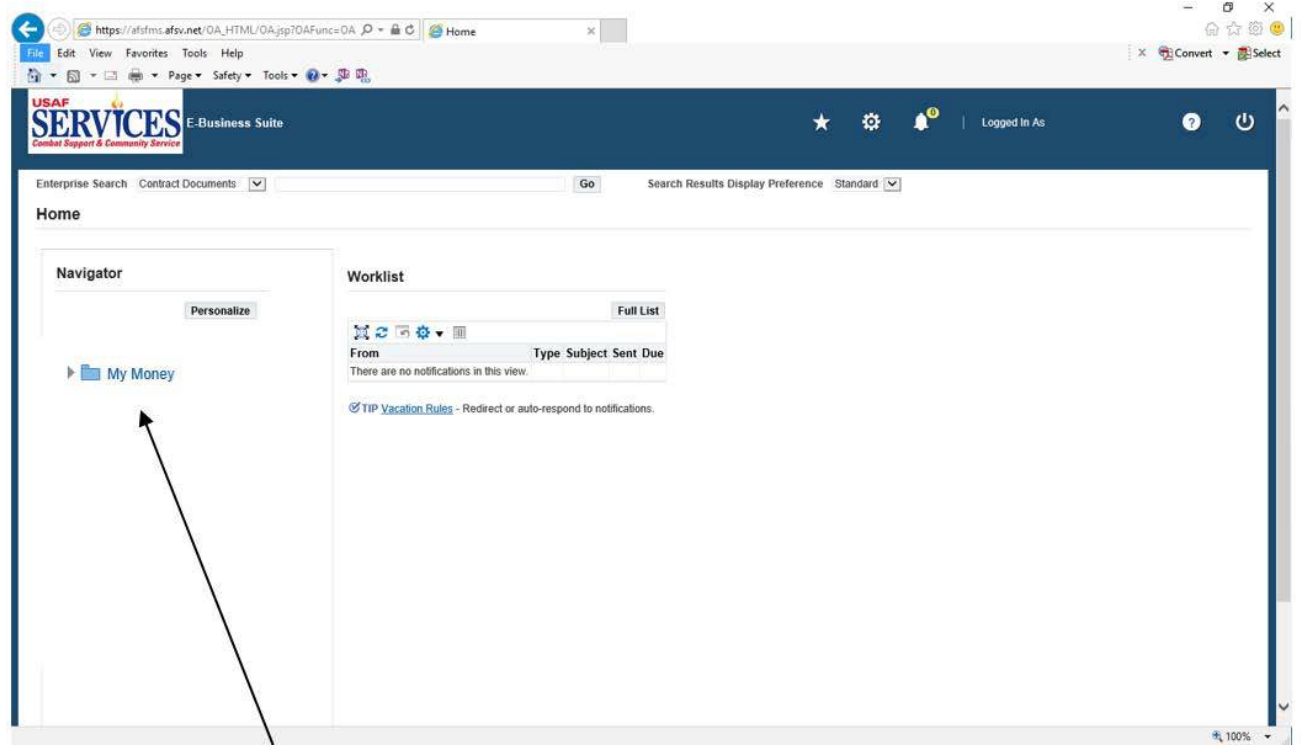 https://afsfms.afsv.net/OA_HTML/OA.jsp?OAFunc=OA
Home
File Edit View Favorites Tools Help
Convert Select
Page Safety Tools
USAF
SERVICES
Combat Support & Community Service
E-Business Suite
0
Logged In As
Enterprise Search Contract Documents Go Search Results Display Preference Standard
Home
Navigator
Personalize
My Money
Worklist
Full List
From Type Subject Sent Due
There are no notifications in this view.
TIP Vacation Rules - Redirect or auto-respond to notifications.
100%